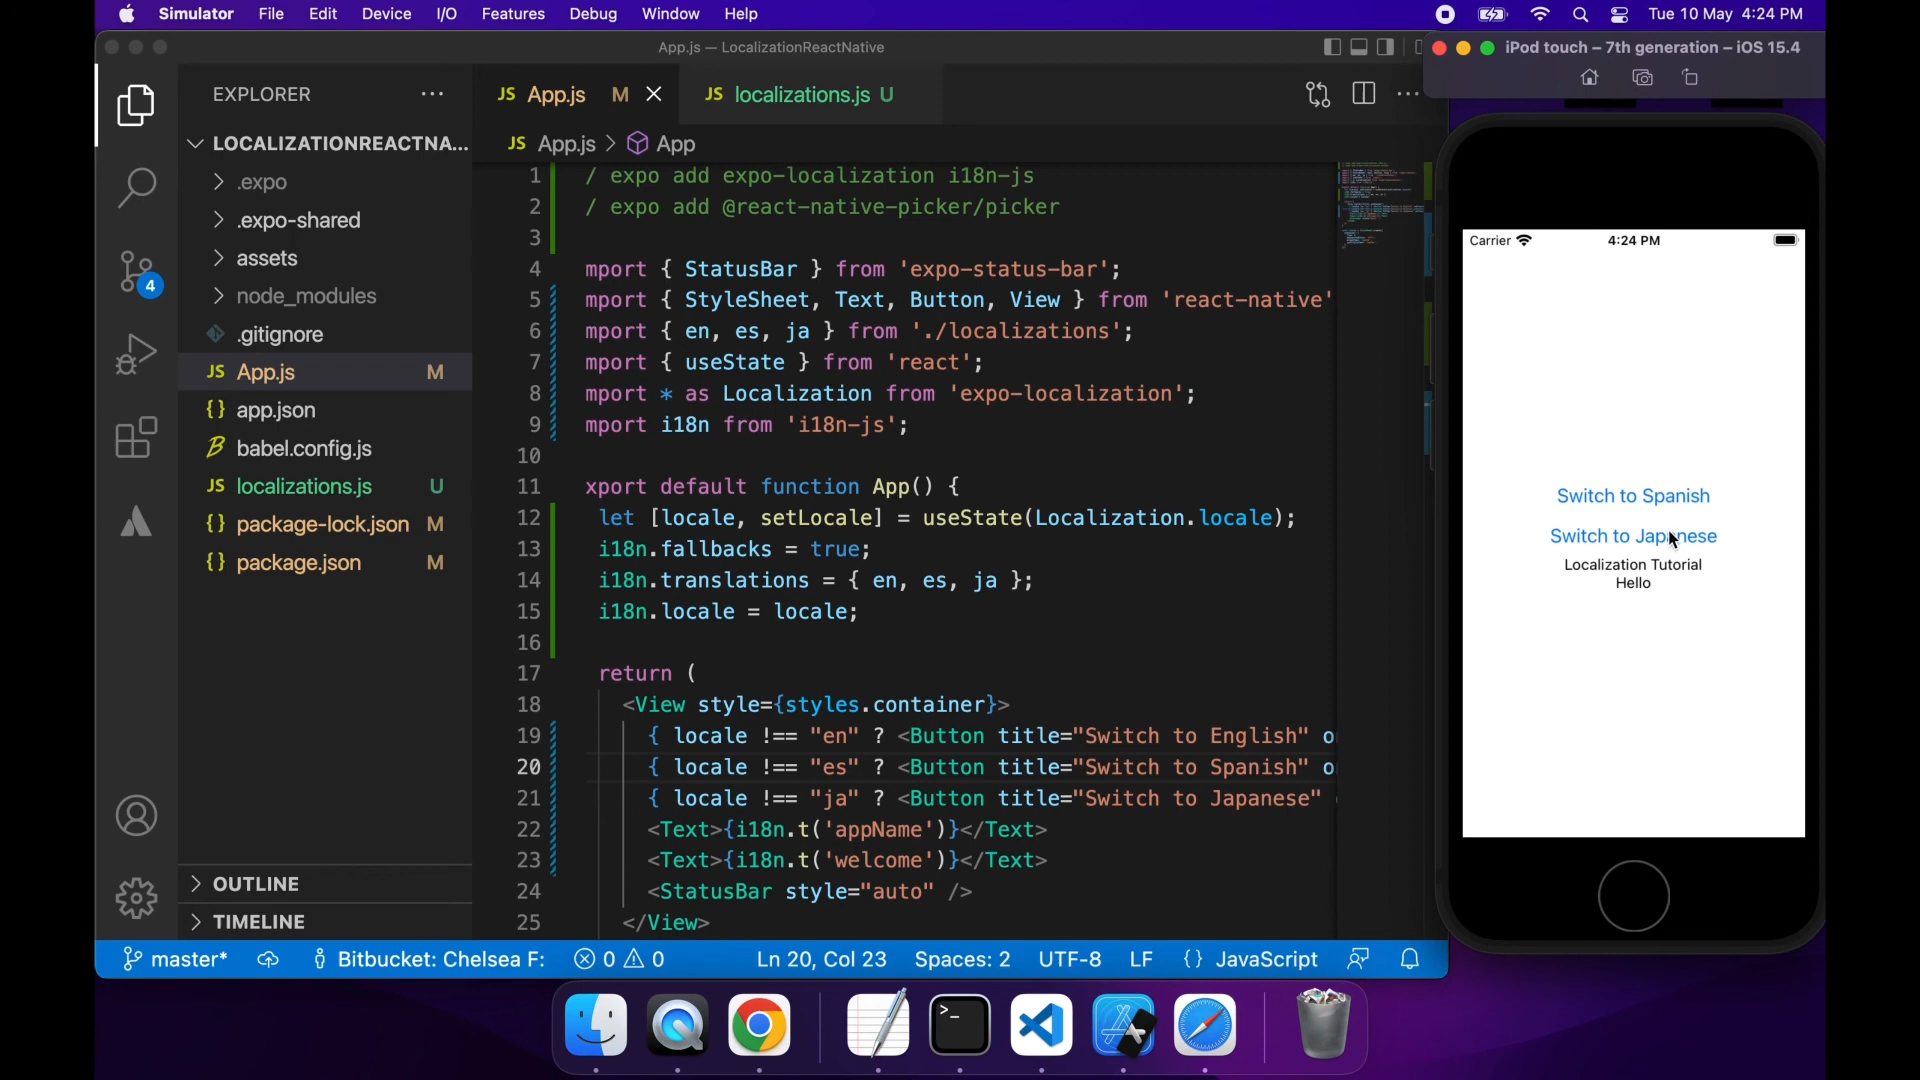 Simulator File Edit Device I/O Features Debug Window Help Tue 10 May 4:24 PM
App.js — LocalizationReactNative
iPod touch – 7th generation – iOS 15.4
EXPLORER
JS App.js M
JS localizations.js U
LOCALIZATIONREACTNA...
.expo
.expo-shared
assets
node_modules
.gitignore
JS App.js M
{} app.json
babel.config.js
JS localizations.js U
{} package-lock.json M
{} package.json M
OUTLINE
TIMELINE
4
JS App.js > App
1 / expo add expo-localization i18n-js
2 / expo add @react-native-picker/picker
3
4 mport { StatusBar } from 'expo-status-bar';
5 mport { StyleSheet, Text, Button, View } from 'react-native'
6 mport { en, es, ja } from './localizations';
7 mport { useState } from 'react';
8 mport * as Localization from 'expo-localization';
9 mport i18n from 'i18n-js';
10
11 xport default function App() {
12 let [locale, setLocale] = useState(Localization.locale);
13 i18n.fallbacks = true;
14 i18n.translations = { en, es, ja };
15 i18n.locale = locale;
16
17 return (
18 <View style={styles.container}>
19 { locale !== "en" ? <Button title="Switch to English" o
20 { locale !== "es" ? <Button title="Switch to Spanish" o
21 { locale !== "ja" ? <Button title="Switch to Japanese"
22 <Text>{i18n.t('appName')}</Text>
23 <Text>{i18n.t('welcome')}</Text>
24 <StatusBar style="auto" />
25 </View>
Carrier 4:24 PM
Switch to Spanish
Switch to Japanese
Localization Tutorial
Hello
master* Bitbucket: Chelsea F: 0 0 Ln 20, Col 23 Spaces: 2 UTF-8 LF {} JavaScript